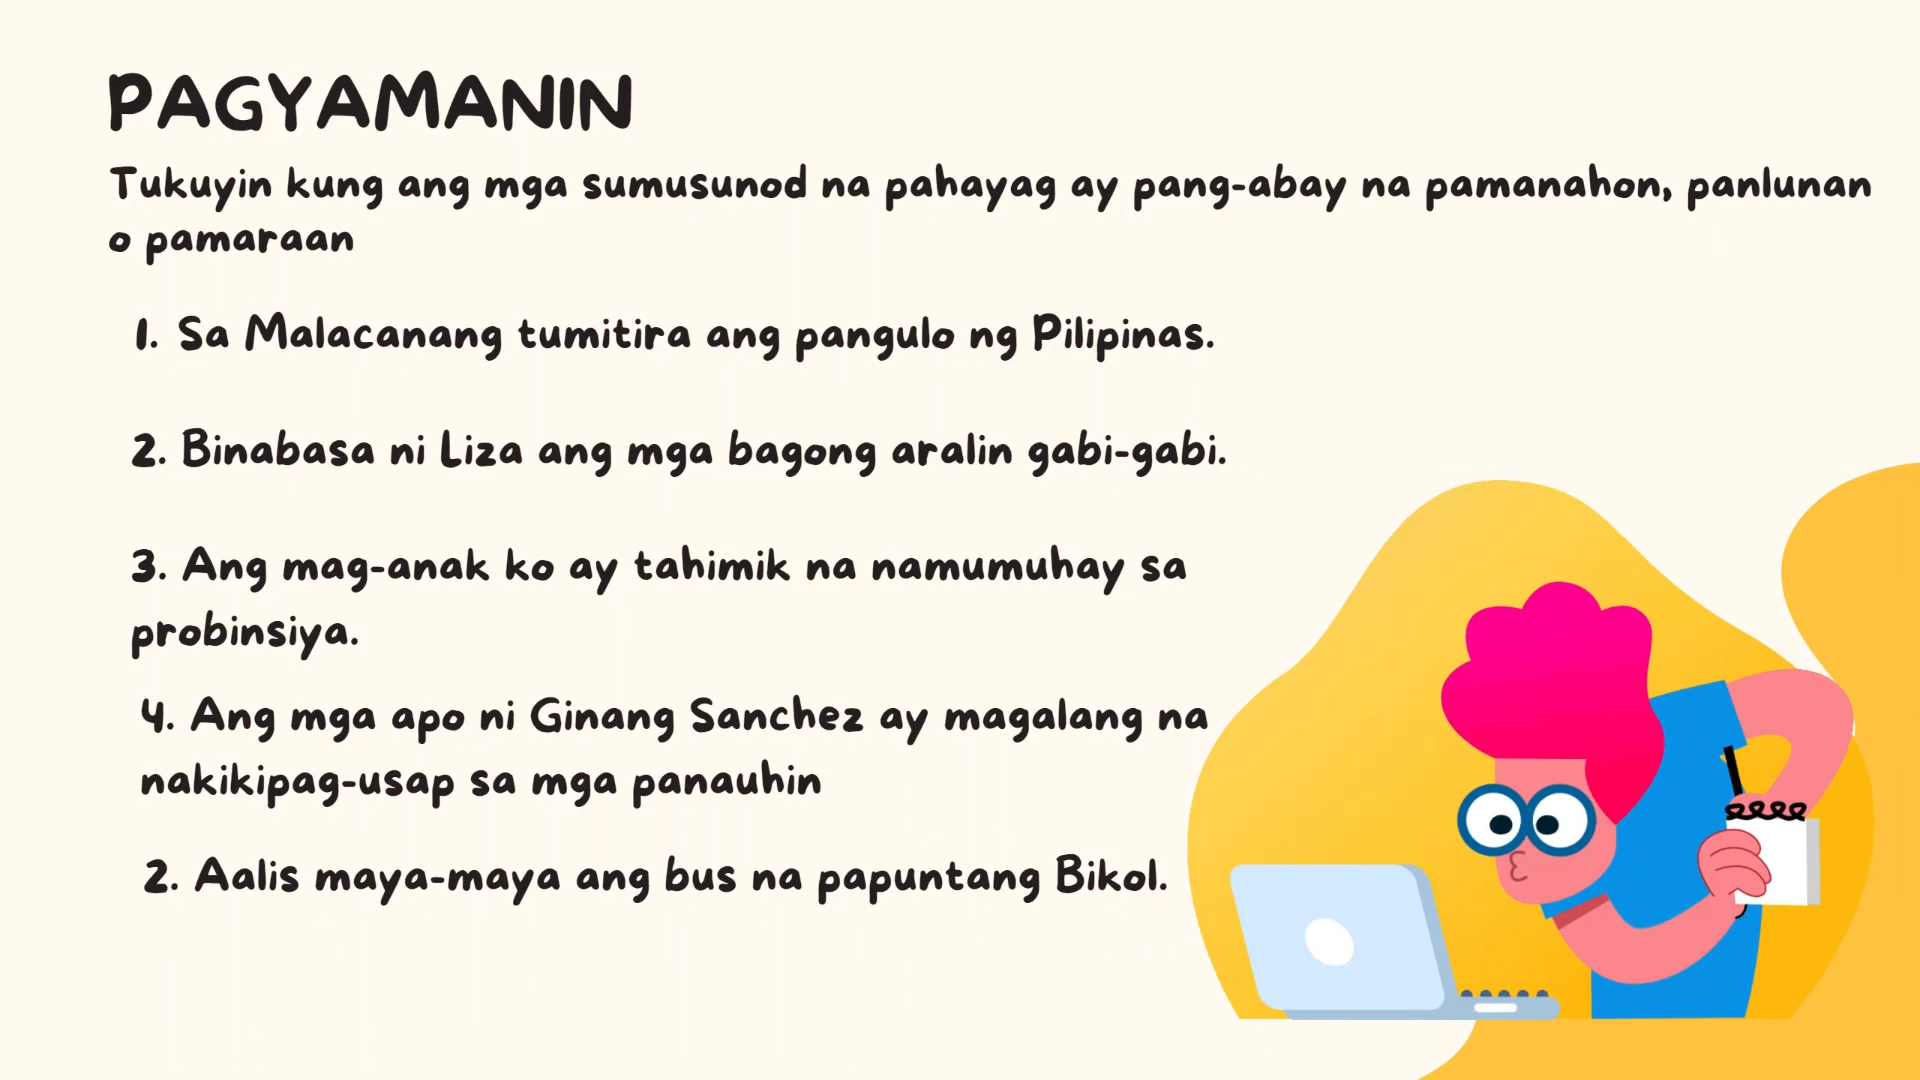 PAGYAMANIN
Tukuyin kung ang mga sumusunod na pahayag ay pang-abay na pamanahon, panlunan
o pamaraan
1. Sa Malacanang tumitira ang pangulo ng Pilipinas.
2. Binabasa ni Liza ang mga bagong aralin gabi-gabi.
3. Ang mag-anak ko ay tahimik na namumuhay sa
probinsiya.
4. Ang mga apo ni Ginang Sanchez ay magalang na
nakikipag-usap sa mga panauhin
2. Aalis maya-maya ang bus na papuntang Bikol.